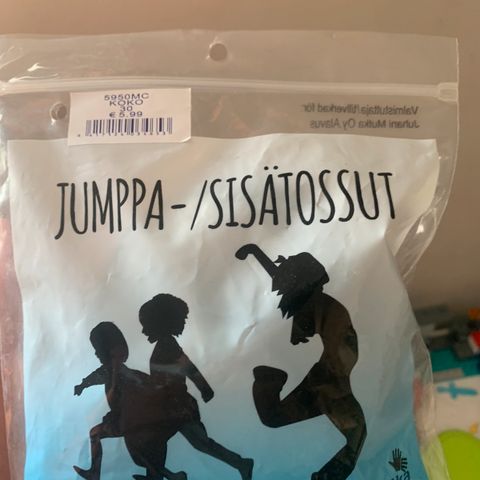 5950MC
KOKO
30
€ 5.99
Valmistuttaja/tillverkad för
Juhani Mutka Oy Alavus
JUMPPA-/SISÄTOSSUT